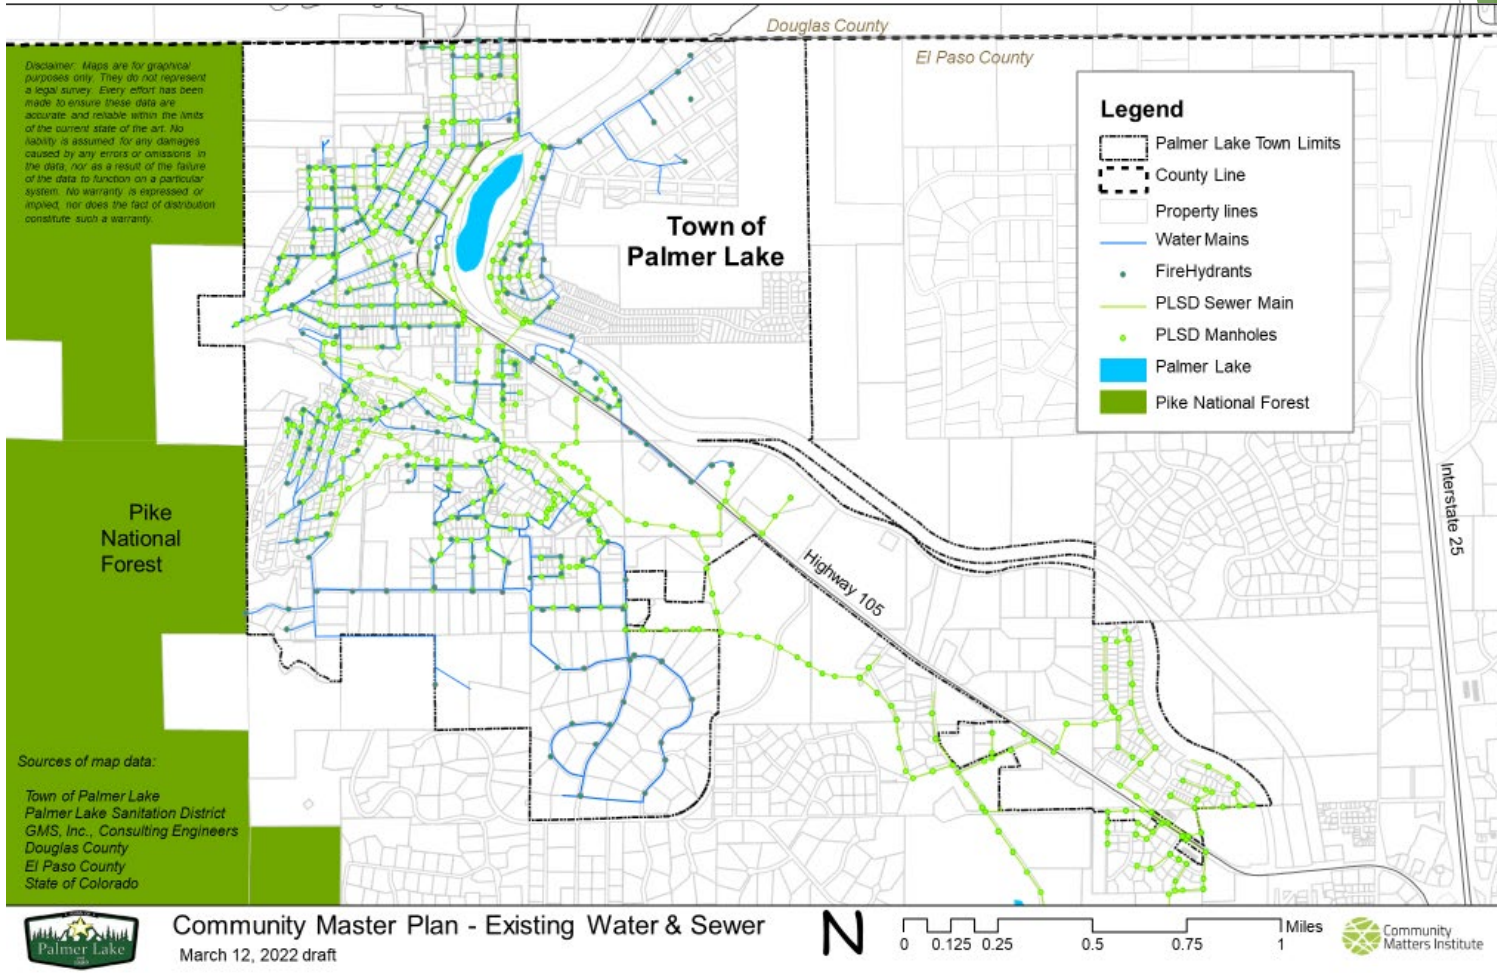 Douglas County
El Paso County
Disclaimer: Maps are for graphical
purposes only. They do not represent
a legal survey. Every effort has been
made to ensure these data are
accurate and reliable within the limits
of the current state of the art. No
liability is assumed for any damages
caused by any errors or omissions in
the data, nor as a result of the failure
of the data to function on a particular
system. No warranty is expressed or
implied, nor does the fact of distribution
constitute such a warranty.
Legend
Palmer Lake Town Limits
County Line
Property lines
Water Mains
FireHydrants
PLSD Sewer Main
PLSD Manholes
Palmer Lake
Pike National Forest
Town of
Palmer Lake
Interstate 25
Pike
National
Forest
Highway 105
Sources of map data:
Town of Palmer Lake
Palmer Lake Sanitation District
GMS, Inc., Consulting Engineers
Douglas County
El Paso County
State of Colorado
Palmer Lake
Community Master Plan - Existing Water & Sewer
March 12, 2022 draft
N
0 0.125 0.25 0.5 0.75 1 Miles
Community
Matters Institute